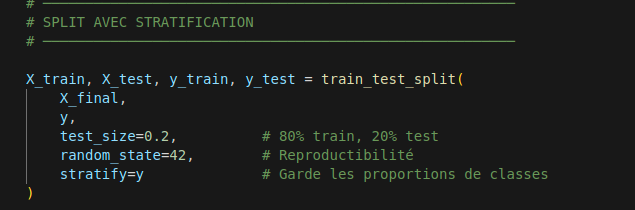 # ─────────────────────────────────────────────────────────
# SPLIT AVEC STRATIFICATION
# ─────────────────────────────────────────────────────────
X_train, X_test, y_train, y_test = train_test_split(
    X_final,
    y,
    test_size=0.2,          # 80% train, 20% test
    random_state=42,        # Reproductibilité
    stratify=y              # Garde les proportions de classes
)